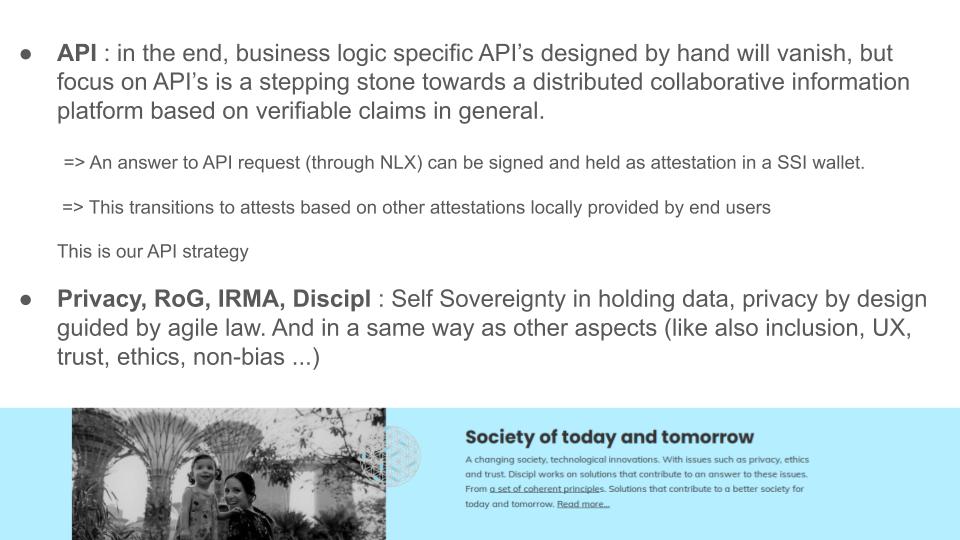 ● API : in the end, business logic specific API’s designed by hand will vanish, but
focus on API’s is a stepping stone towards a distributed collaborative information
platform based on verifiable claims in general.
=> An answer to API request (through NLX) can be signed and held as attestation in a SSI wallet.
=> This transitions to attests based on other attestations locally provided by end users
This is our API strategy
● Privacy, RoG, IRMA, Discipl : Self Sovereignty in holding data, privacy by design
guided by agile law. And in a same way as other aspects (like also inclusion, UX,
trust, ethics, non-bias ...)
Society of today and tomorrow
A changing society, technological innovations. With issues such as privacy, ethics
and trust. Discipl works on solutions that contribute to an answer to these issues.
From a set of coherent principles. Solutions that contribute to a better society for
today and tomorrow. Read more...